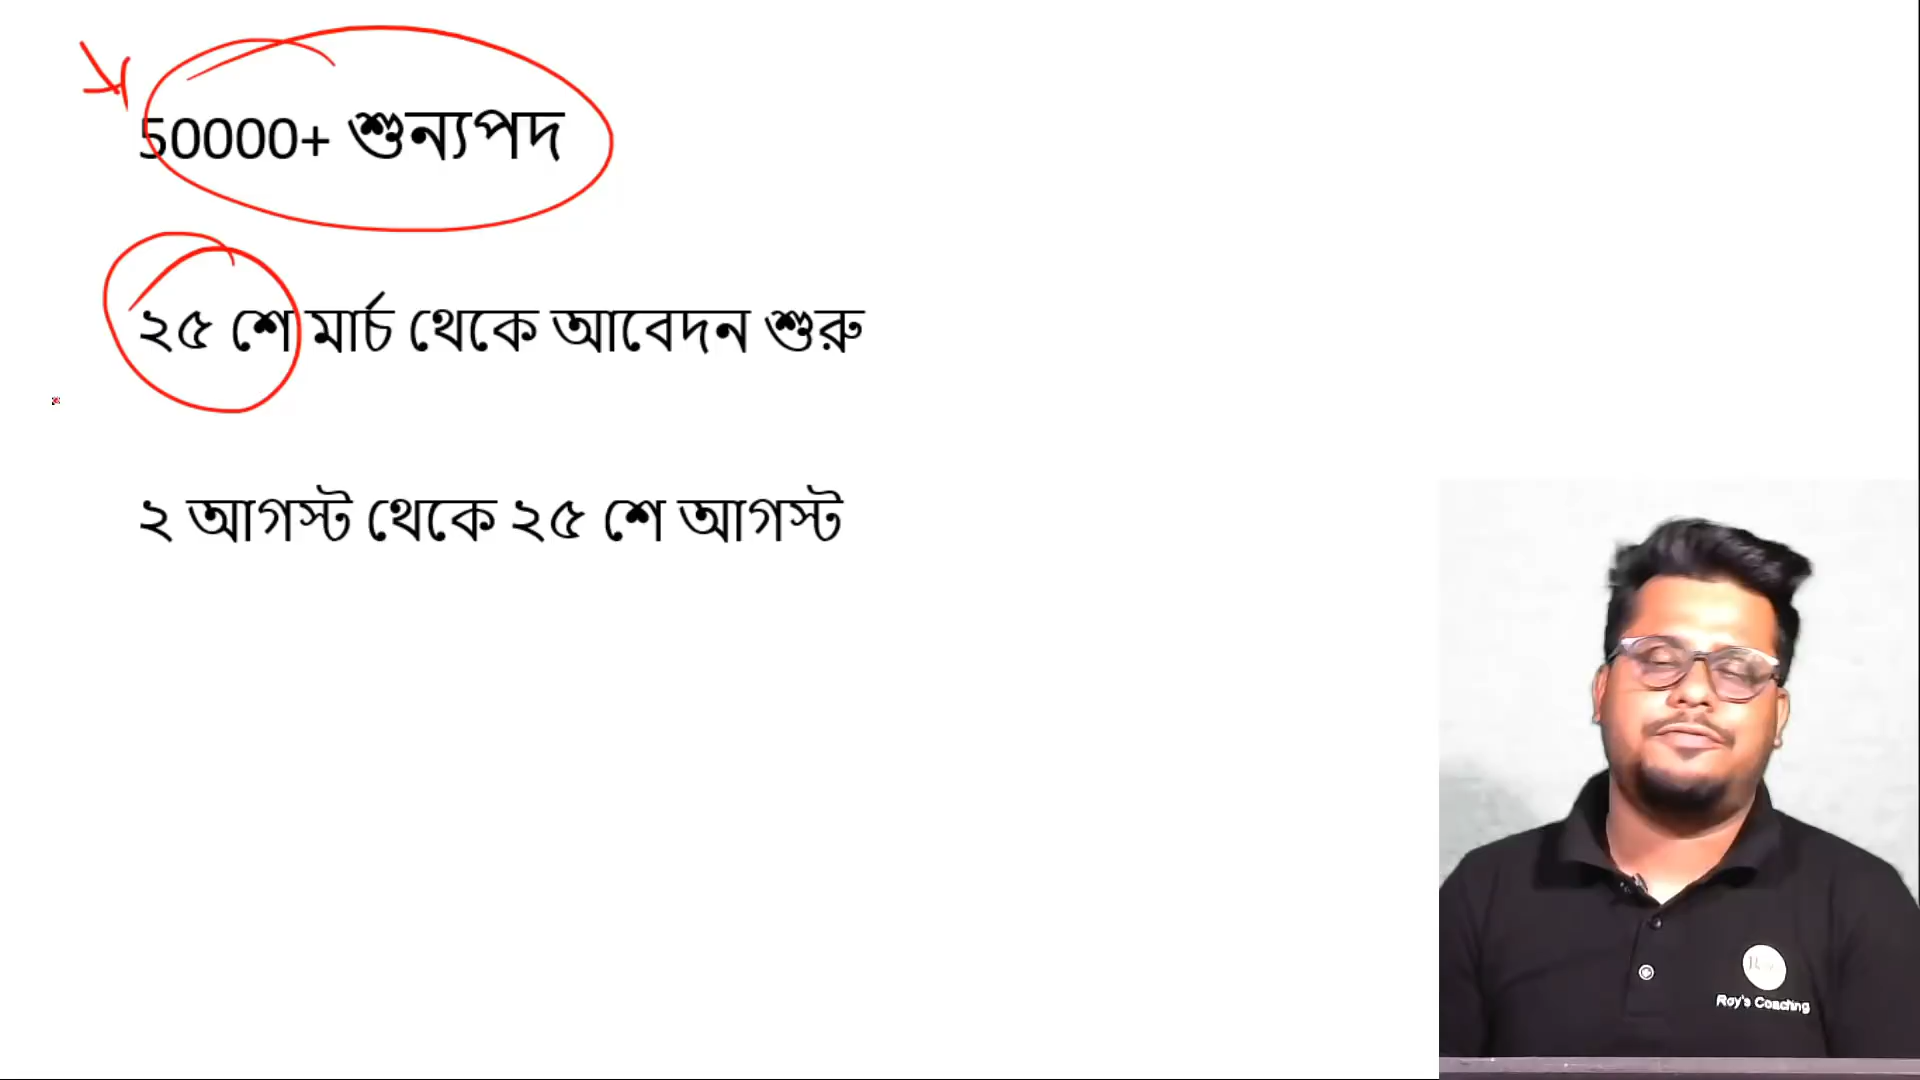 50000+ শুন্যপদ
২৫ শে মার্চ থেকে আবেদন শুরু
২ আগস্ট থেকে ২৫ শে আগস্ট
Roy's Coaching